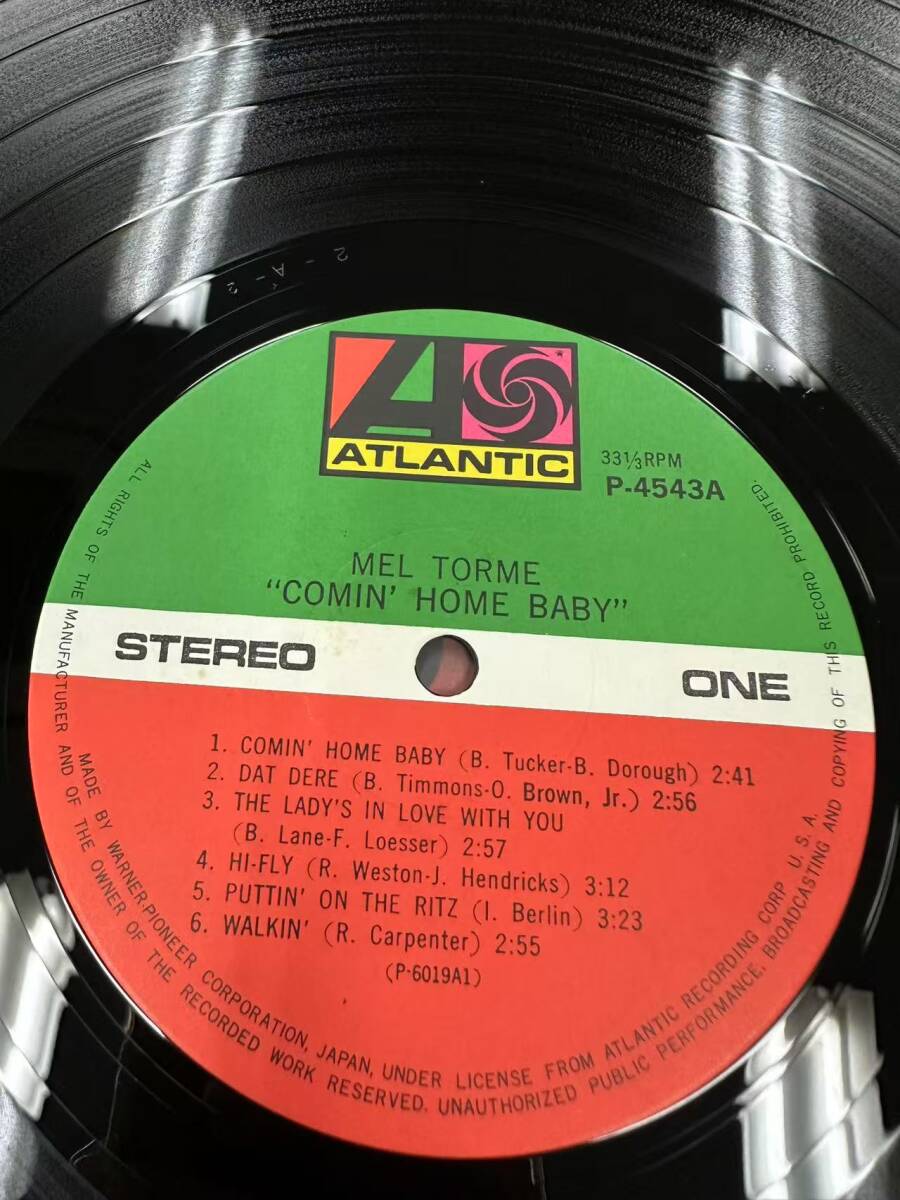 2-A-2
ATLANTIC
33⅓RPM
P-4543A
MEL TORME
"COMIN' HOME BABY"
STEREO
ONE
1. COMIN' HOME BABY (B. Tucker-B. Dorough) 2:41
2. DAT DERE (B. Timmons-O. Brown, Jr.) 2:56
3. THE LADY'S IN LOVE WITH YOU
(B. Lane-F. Loesser) 2:57
4. HI-FLY (R. Weston-J. Hendricks) 3:12
5. PUTTIN' ON THE RITZ (I. Berlin) 3:23
6. WALKIN' (R. Carpenter) 2:55
(P-6019A1)
MADE BY WARNER-PIONEER CORPORATION, JAPAN, UNDER LICENSE FROM ATLANTIC RECORDING CORP. U.S.A.
ALL RIGHTS OF THE MANUFACTURER AND OF THE OWNER OF THE RECORDED WORK RESERVED. UNAUTHORIZED PUBLIC PERFORMANCE, BROADCASTING AND COPYING OF THIS RECORD PROHIBITED.